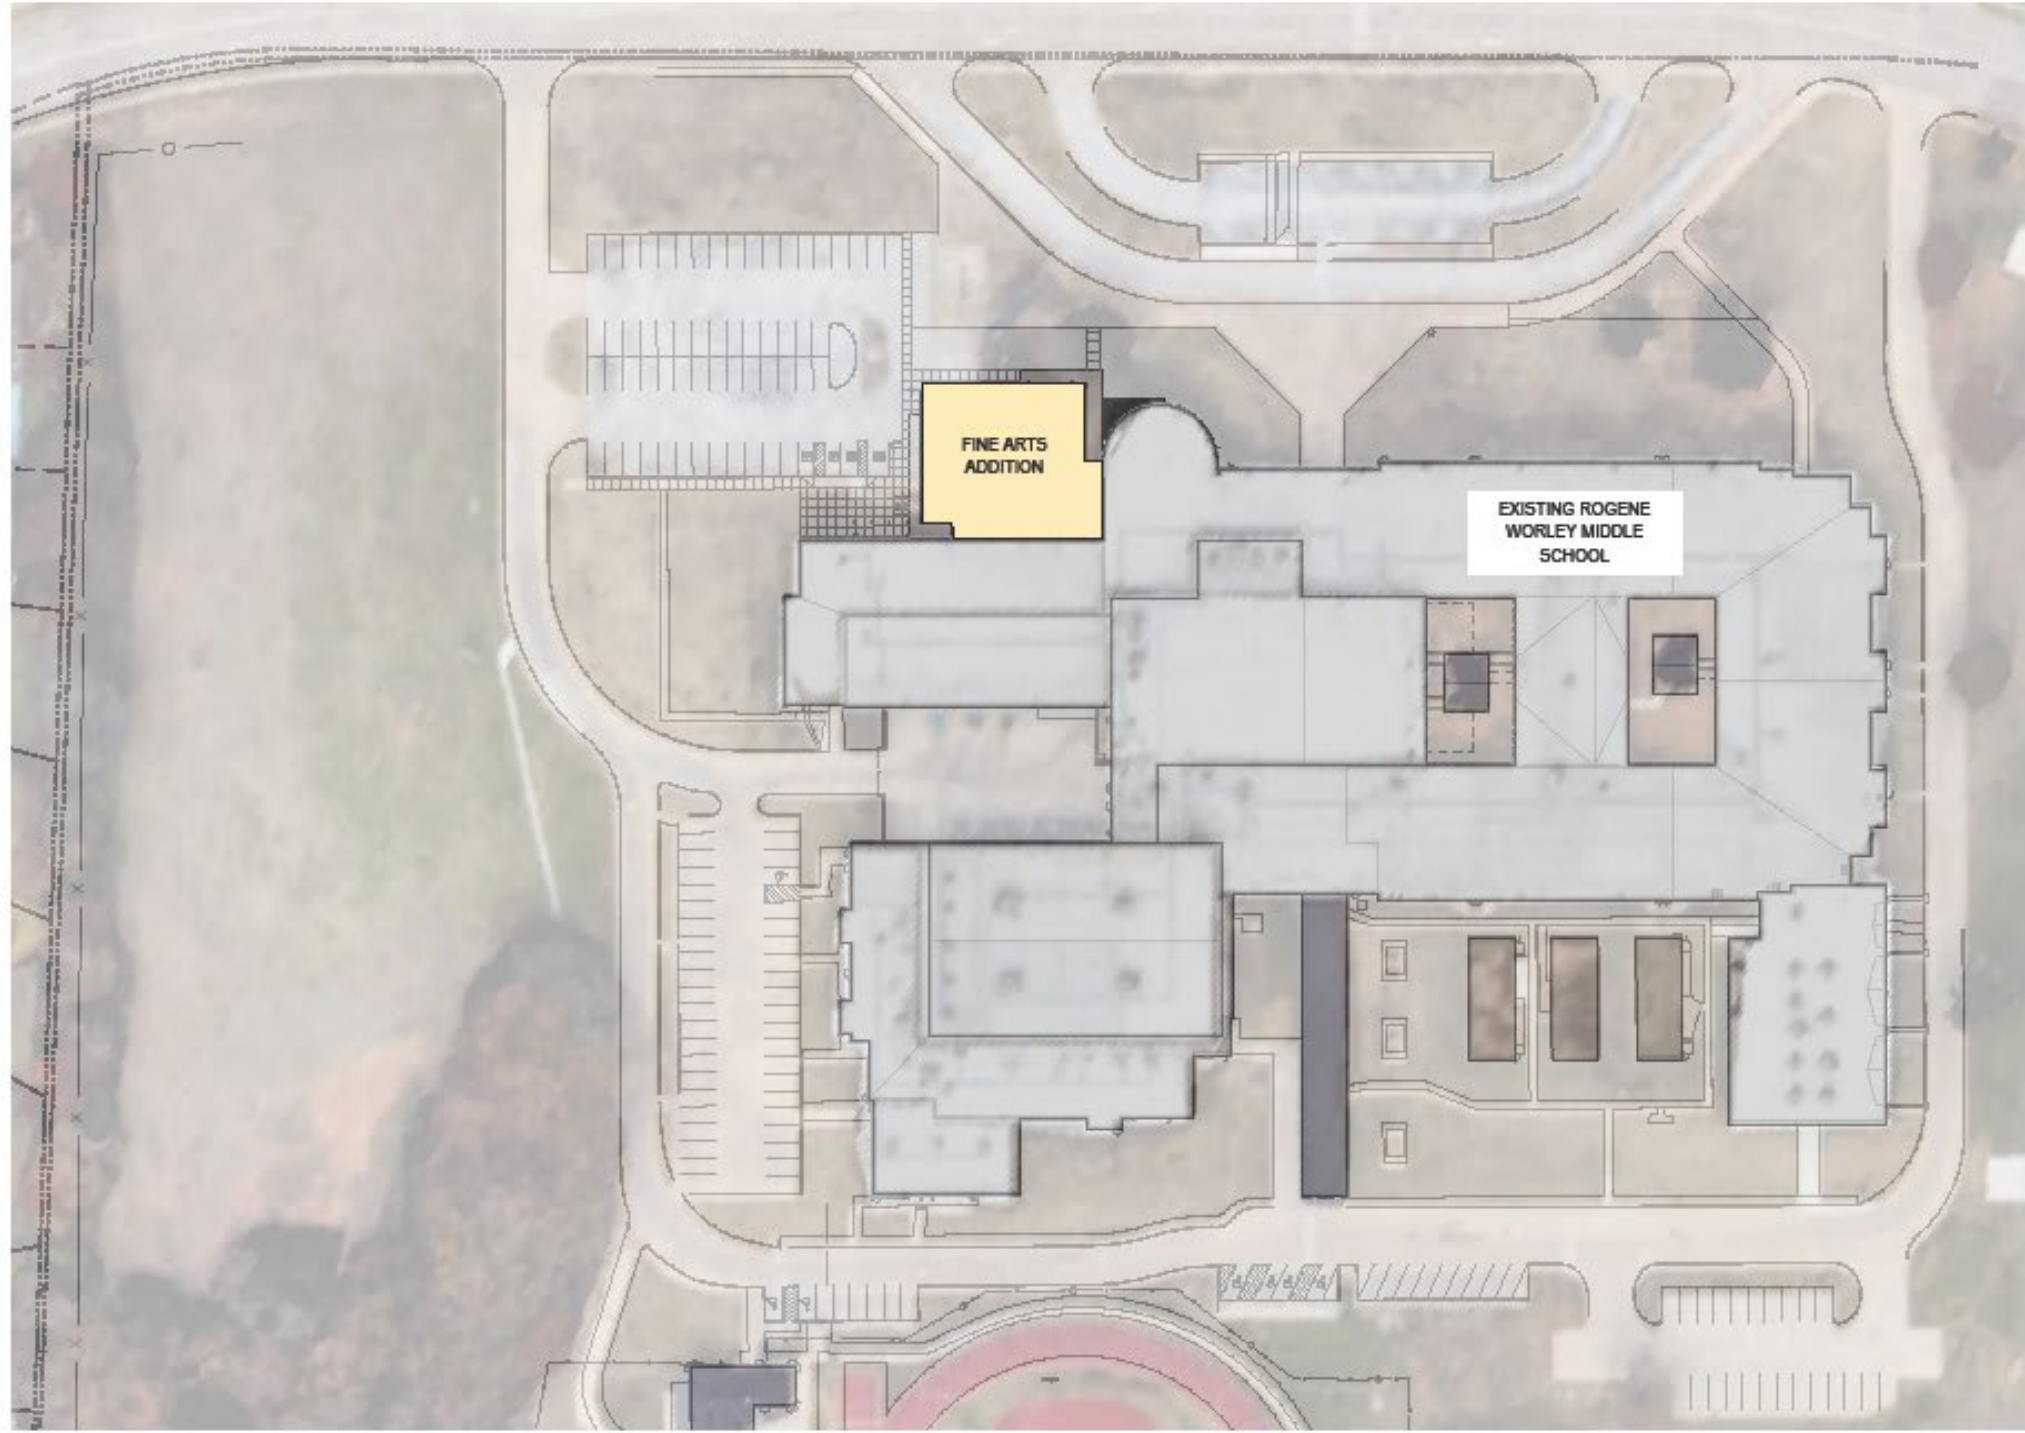 FINE ARTS
ADDITION
EXISTING ROGENE
WORLEY MIDDLE
SCHOOL